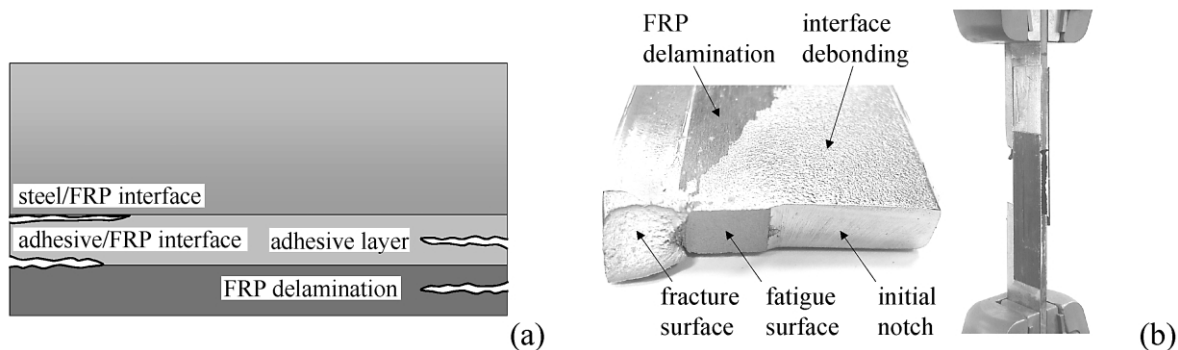 steel/FRP interface
adhesive/FRP interface
adhesive layer
FRP delamination
(a)
FRP
delamination
interface
debonding
fracture
surface
fatigue
surface
initial
notch
(b)